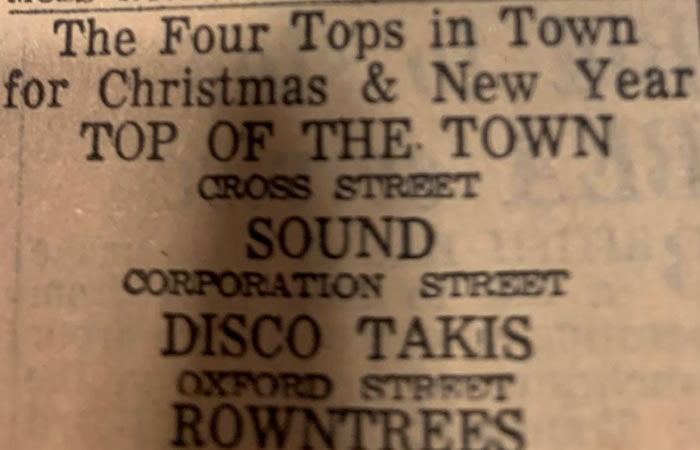 The Four Tops in Town
for Christmas & New Year
TOP OF THE TOWN
CROSS STREET
SOUND
CORPORATION STREET
DISCO TAKIS
OXFORD STREET
ROWNTREES